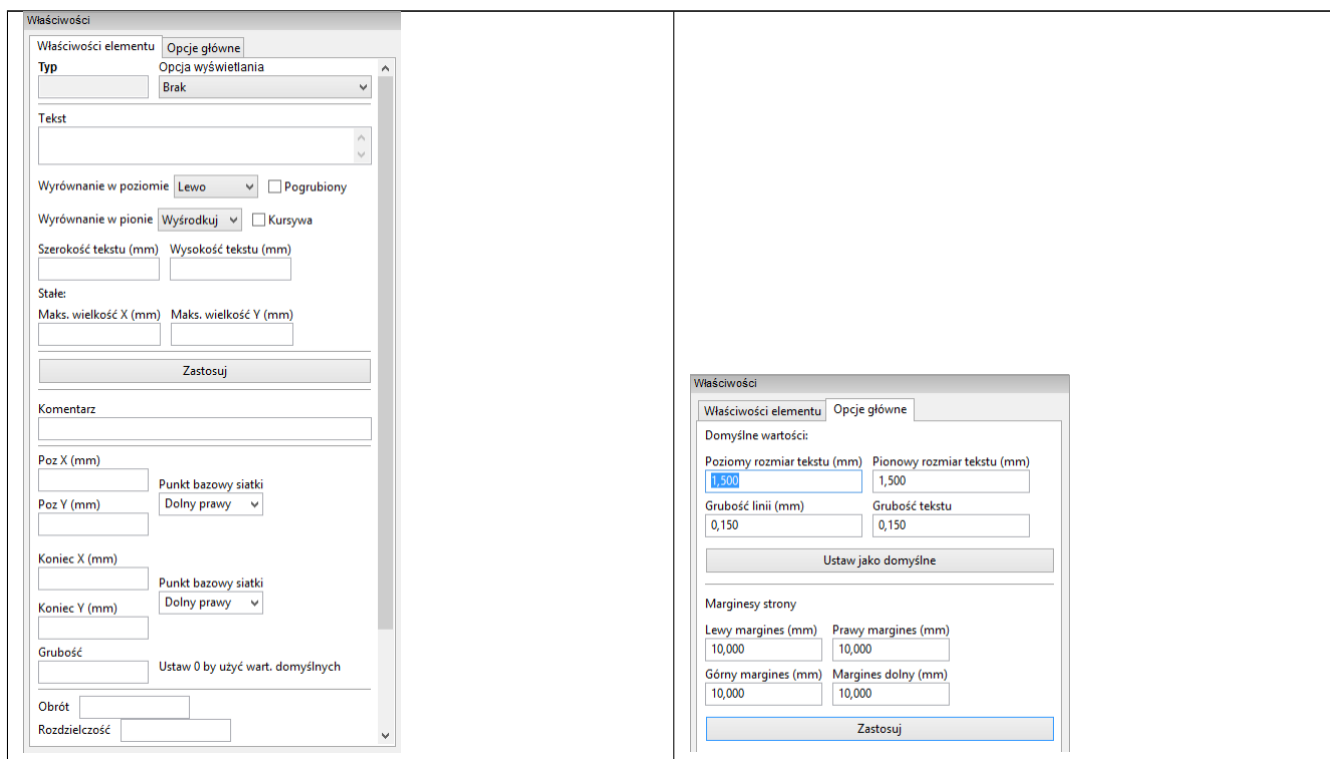 Właściwości
Właściwości elementu Opcje główne
Typ Opcja wyświetlania
Brak
Tekst
Wyrównanie w poziomie Lewo Pogrubiony
Wyrównanie w pionie Wyśrodkuj Kursywa
Szerokość tekstu (mm) Wysokość tekstu (mm)
Stałe:
Maks. wielkość X (mm) Maks. wielkość Y (mm)
Zastosuj
Komentarz
Poz X (mm)
Punkt bazowy siatki
Poz Y (mm) Dolny prawy
Koniec X (mm)
Punkt bazowy siatki
Koniec Y (mm) Dolny prawy
Grubość
Ustaw 0 by użyć wart. domyślnych
Obrót
Rozdzielczość
Właściwości
Właściwości elementu Opcje główne
Domyślne wartości:
Poziomy rozmiar tekstu (mm) Pionowy rozmiar tekstu (mm)
1,500 1,500
Grubość linii (mm) Grubość tekstu
0,150 0,150
Ustaw jako domyślne
Marginesy strony
Lewy margines (mm) Prawy margines (mm)
10,000 10,000
Górny margines (mm) Margines dolny (mm)
10,000 10,000
Zastosuj